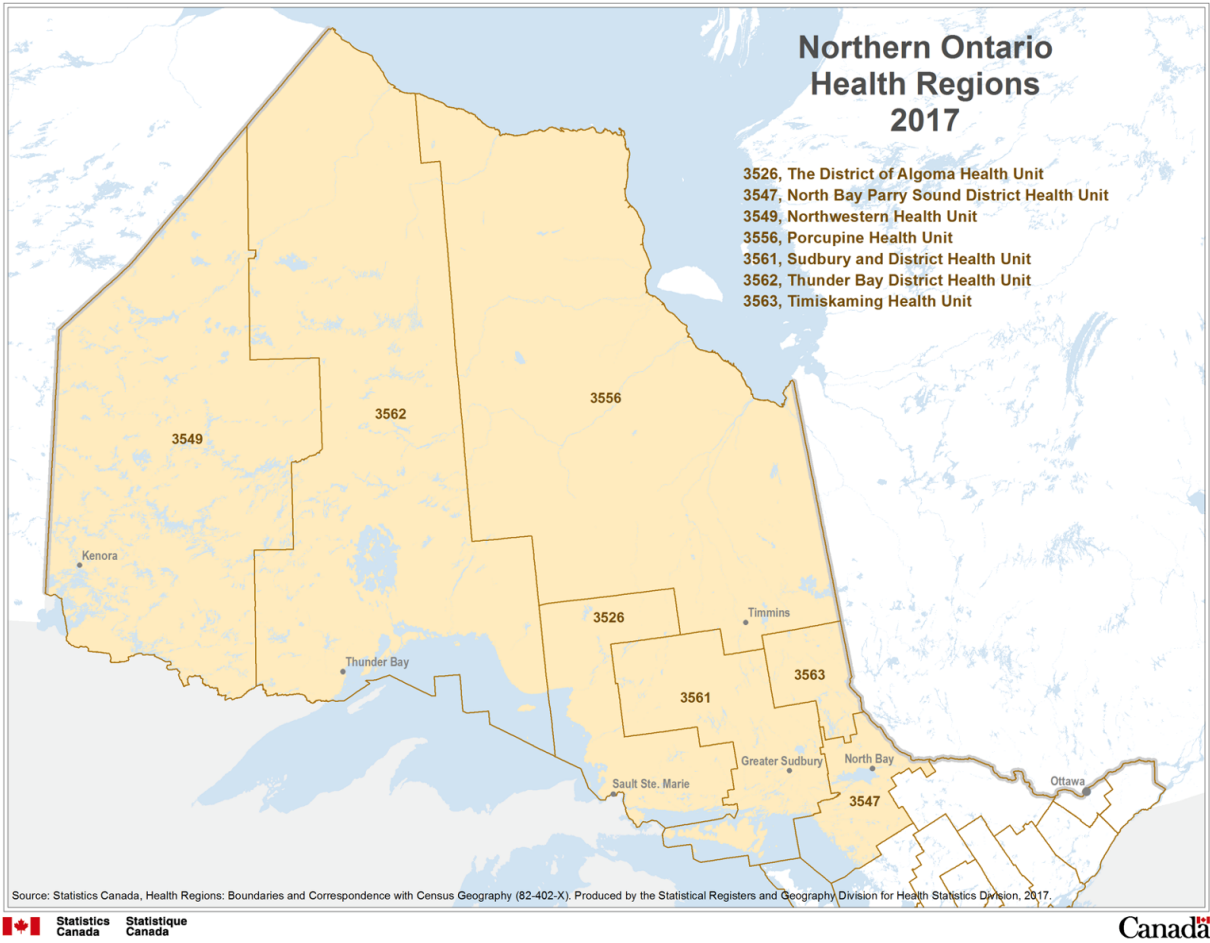 Northern Ontario
Health Regions
2017
3526, The District of Algoma Health Unit
3547, North Bay Parry Sound District Health Unit
3549, Northwestern Health Unit
3556, Porcupine Health Unit
3561, Sudbury and District Health Unit
3562, Thunder Bay District Health Unit
3563, Timiskaming Health Unit
3556
3562
3549
Kenora
3526
Timmins
Thunder Bay
3563
3561
Greater Sudbury
North Bay
Sault Ste. Marie
Ottawa
3547
Source: Statistics Canada, Health Regions: Boundaries and Correspondence with Census Geography (82-402-X). Produced by the Statistical Registers and Geography Division for Health Statistics Division, 2017.
Statistics Statistique
Canada Canada
Canada